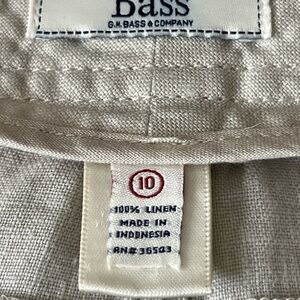 Bass
G.H. BASS & COMPANY
10
100% LINEN
MADE IN
INDONESIA
RN# 36503